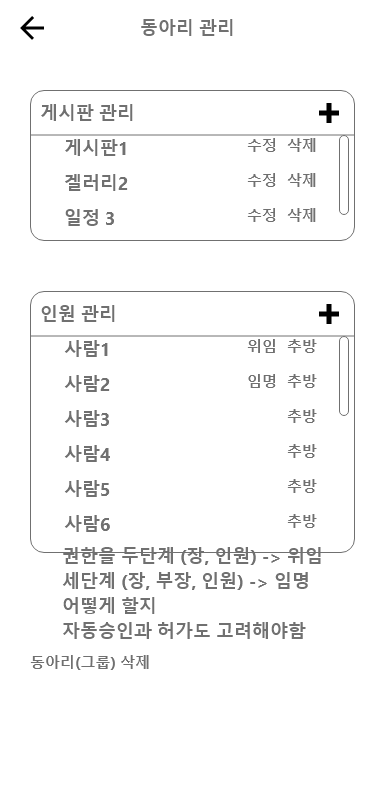 동아리 관리
게시판 관리
게시판1 수정 삭제
겔러리2 수정 삭제
일정 3 수정 삭제
인원 관리
사람1 위임 추방
사람2 임명 추방
사람3 추방
사람4 추방
사람5 추방
사람6 추방
권한을 두단계 (장, 인원) -> 위임
세단계 (장, 부장, 인원) -> 임명
어떻게 할지
자동승인과 허가도 고려해야함
동아리(그룹) 삭제